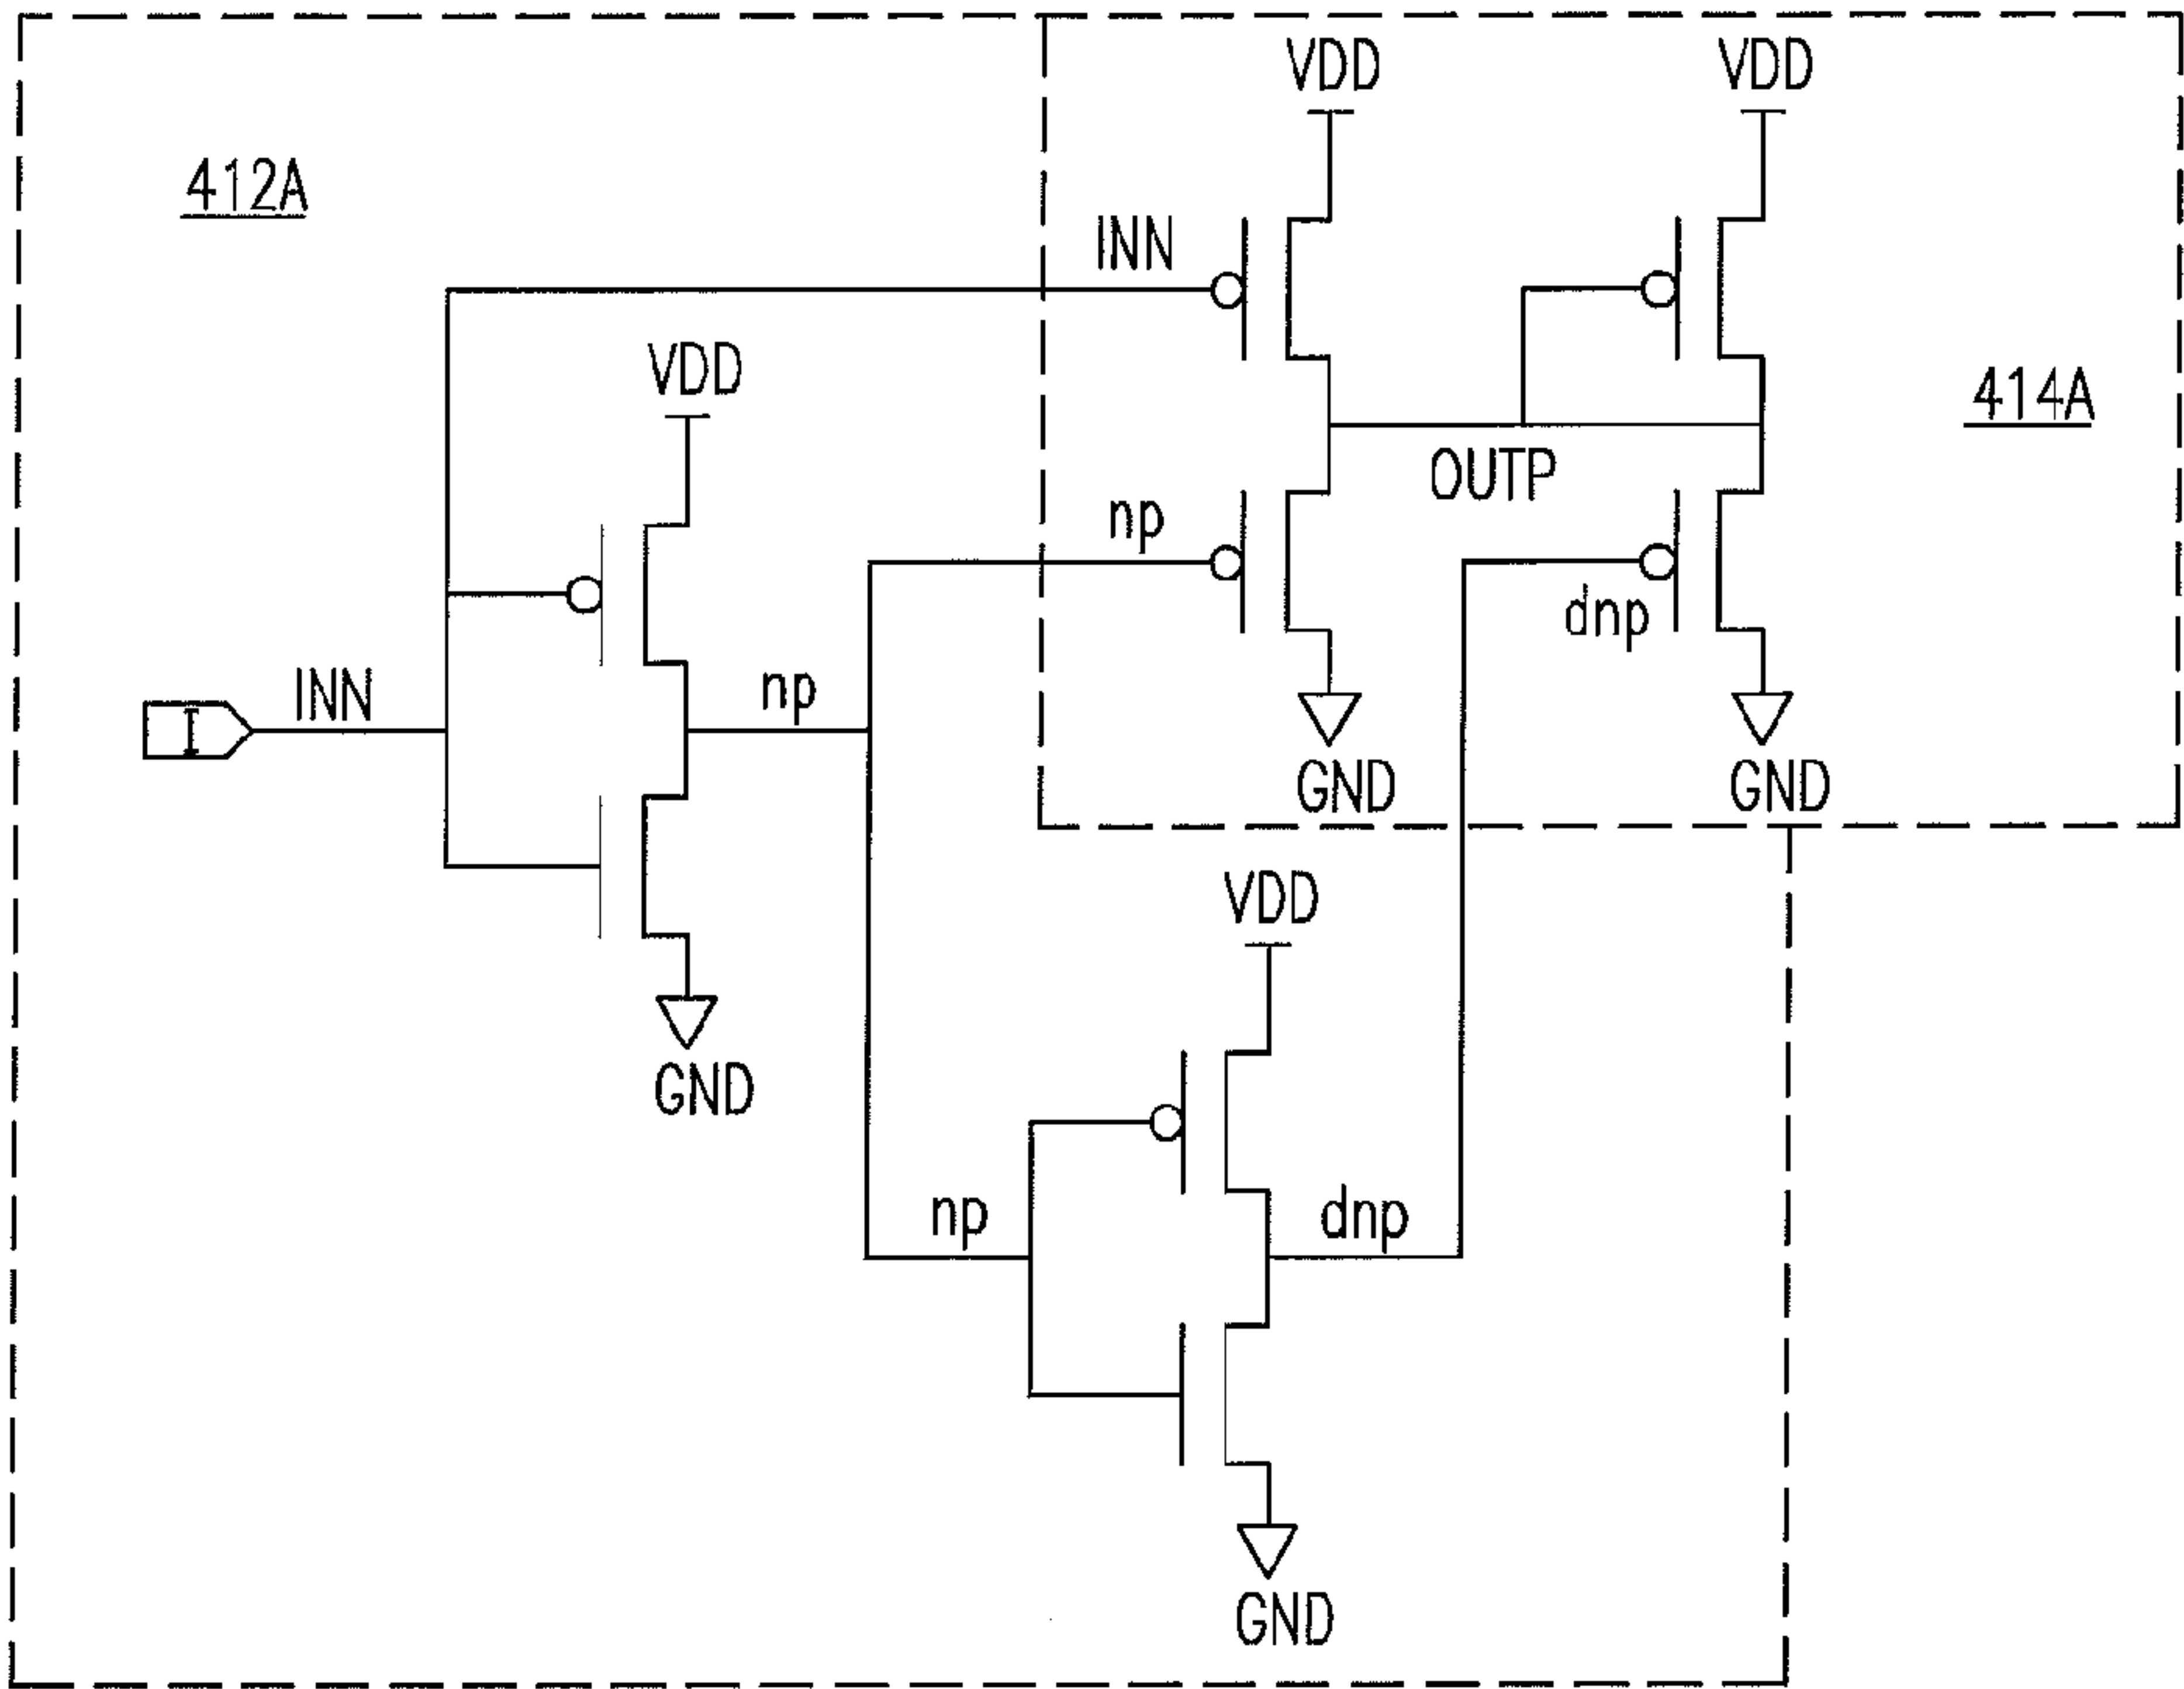 VDD
VDD
412A
INN
VDD
414A
OUTP
np
dnp
INN
np
I
GND
GND
VDD
GND
np
dnp
GND